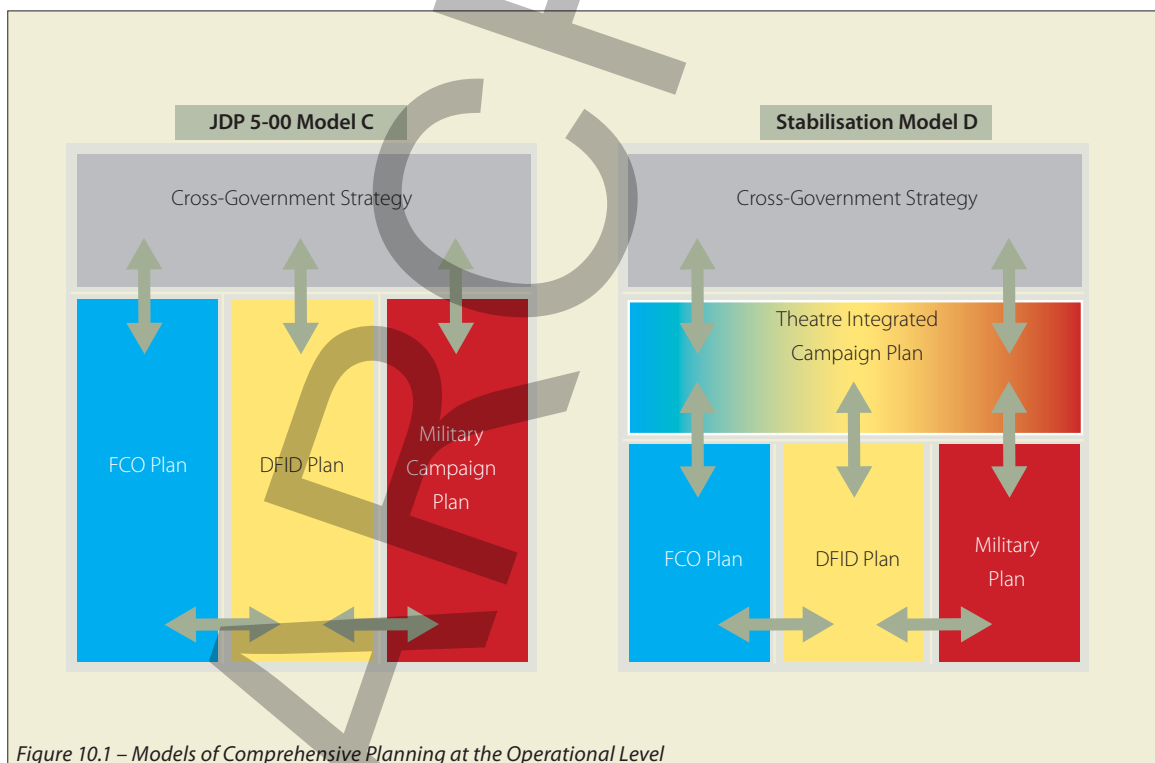 JDP 5-00 Model C
Cross-Government Strategy
FCO Plan
DFID Plan
Military
Campaign
Plan
Stabilisation Model D
Cross-Government Strategy
Theatre Integrated
Campaign Plan
FCO Plan
DFID Plan
Military
Plan
Figure 10.1 – Models of Comprehensive Planning at the Operational Level
ARCH